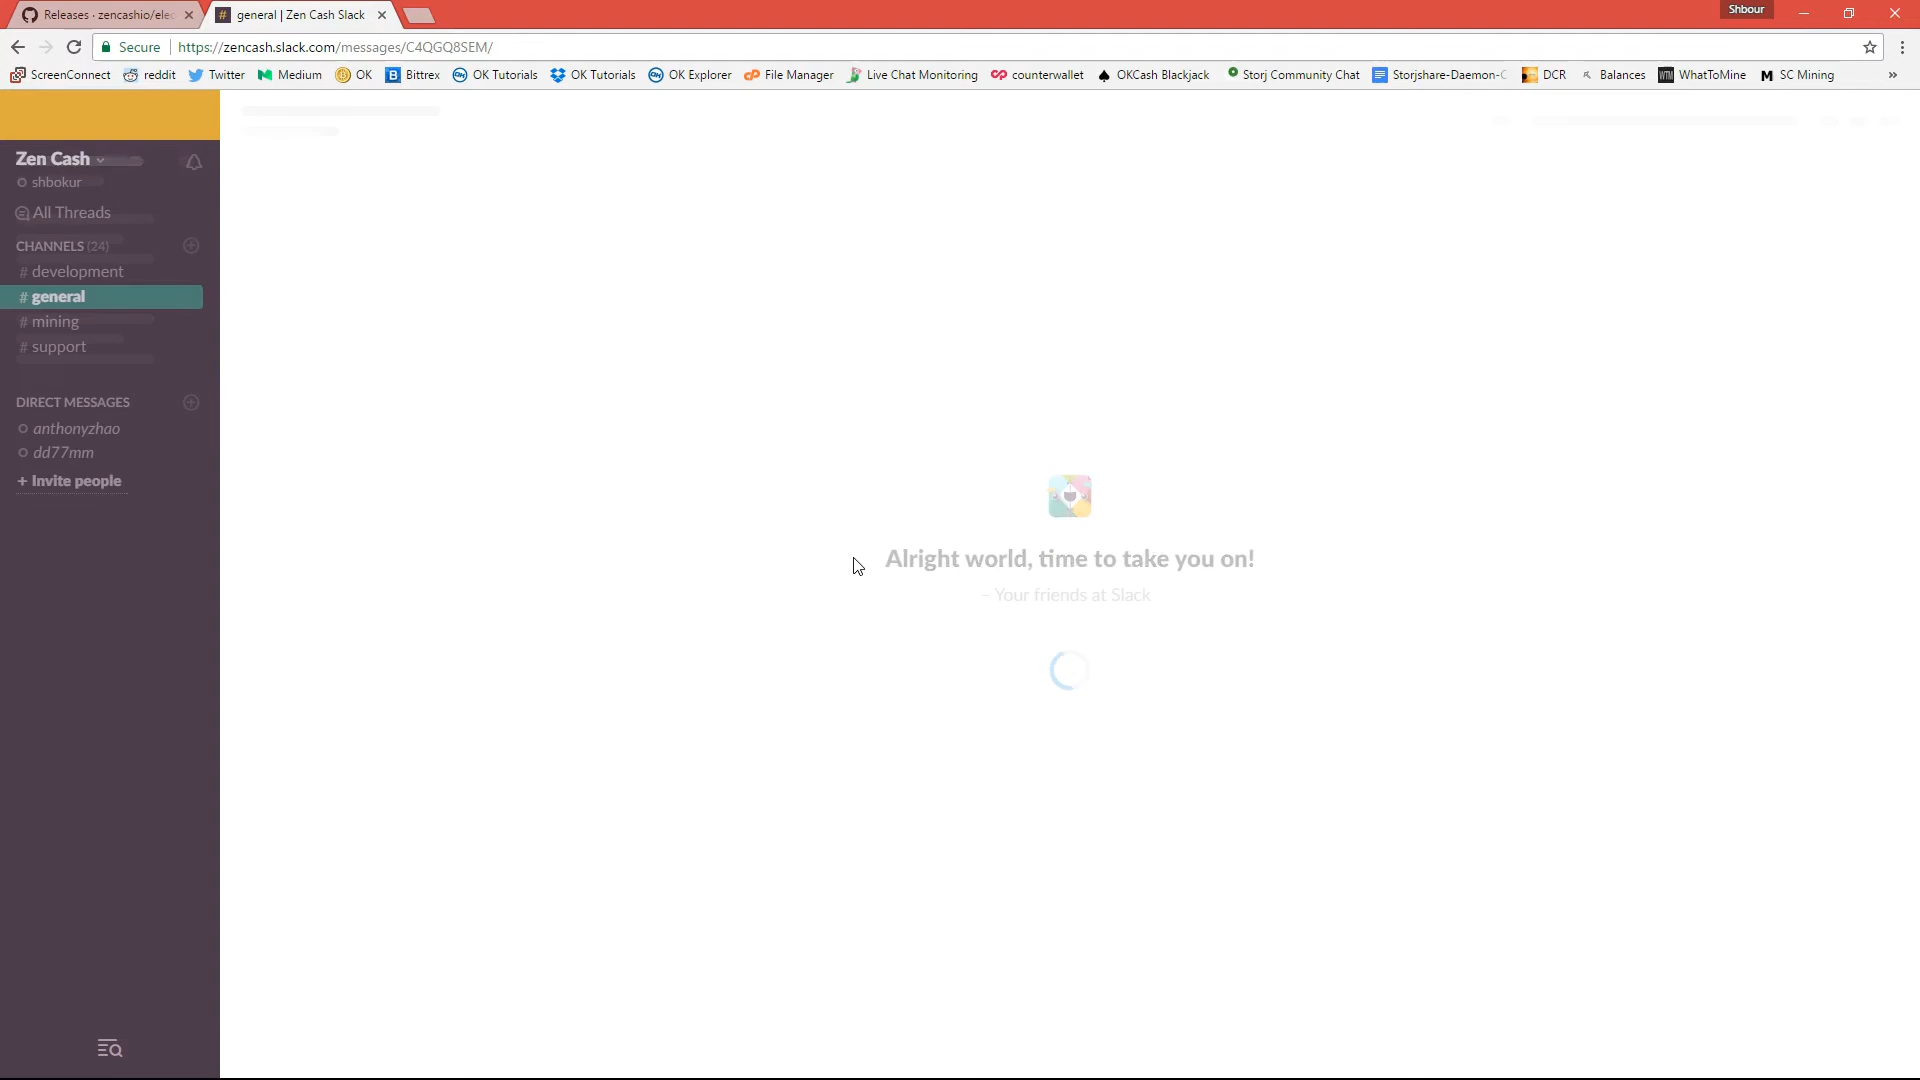 Releases · zencashio/elec
general | Zen Cash Slack
Shbour
Secure
https://zencash.slack.com/messages/C4QGQ8SEM/
ScreenConnect
reddit
Twitter
Medium
OK
Bittrex
OK Tutorials
OK Tutorials
OK Explorer
File Manager
Live Chat Monitoring
counterwallet
OKCash Blackjack
Storj Community Chat
Storjshare-Daemon-C
DCR
Balances
WhatToMine
SC Mining
»
Zen Cash
shbokur
All Threads
CHANNELS (24)
# development
# general
# mining
# support
DIRECT MESSAGES
anthonyzhao
dd77mm
+ Invite people
Alright world, time to take you on!
– Your friends at Slack